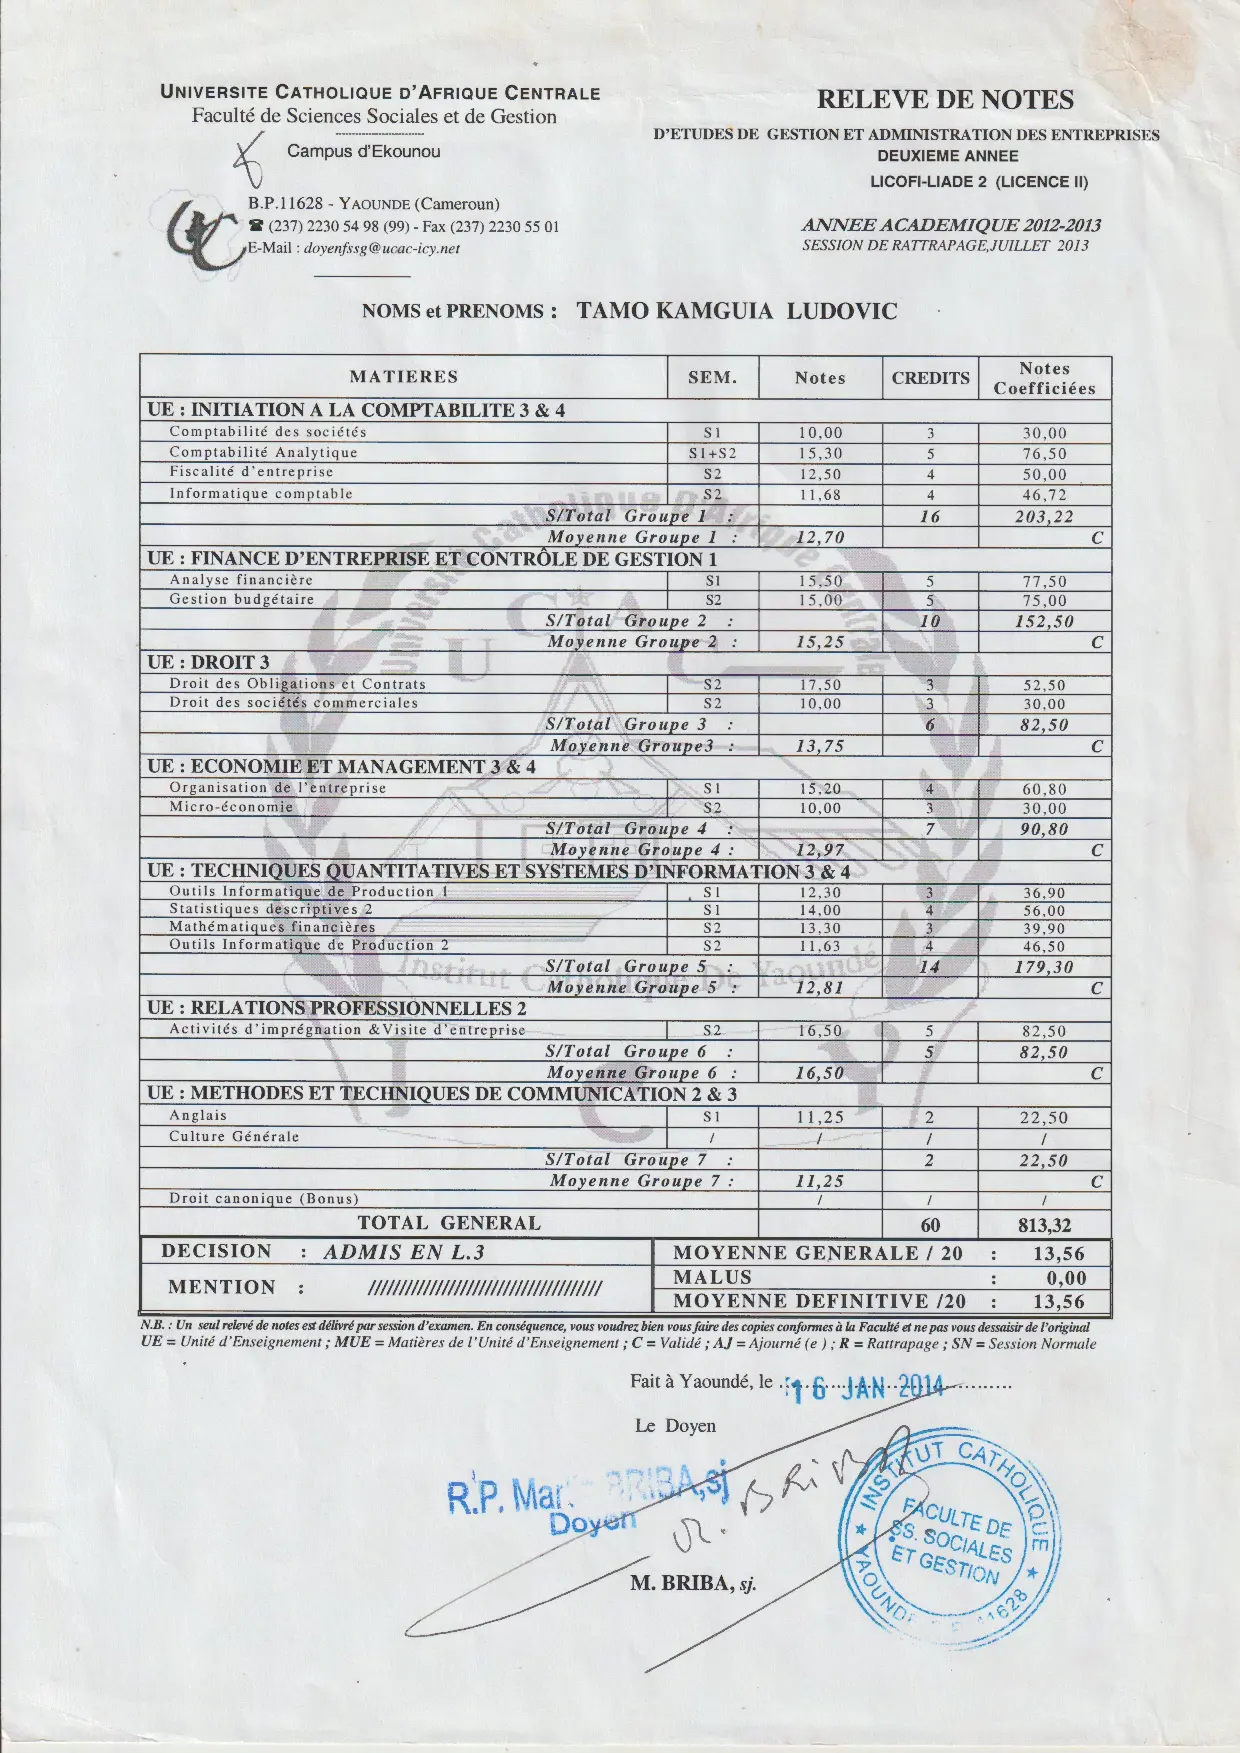 UNIVERSITE CATHOLIQUE D'AFRIQUE CENTRALE
Faculté de Sciences Sociales et de Gestion
Campus d'Ekounou
B.P.11628 - YAOUNDE (Cameroun)
☎ (237) 2230 54 98 (99) - Fax (237) 2230 55 01
E-Mail : doyenfssg@ucac-icy.net
RELEVE DE NOTES
D'ETUDES DE GESTION ET ADMINISTRATION DES ENTREPRISES
DEUXIEME ANNEE
LICOFI-LIADE 2 (LICENCE II)
ANNEE ACADEMIQUE 2012-2013
SESSION DE RATTRAPAGE,JUILLET 2013
NOMS et PRENOMS : TAMO KAMGUIA LUDOVIC
MATIERES SEM. Notes CREDITS Notes Coefficiées
UE : INITIATION A LA COMPTABILITE 3 & 4
Comptabilité des sociétés S1 10,00 3 30,00
Comptabilité Analytique S1+S2 15,30 5 76,50
Fiscalité d'entreprise S2 12,50 4 50,00
Informatique comptable S2 11,68 4 46,72
S/Total Groupe 1 : 16 203,22
Moyenne Groupe 1 : 12,70 C
UE : FINANCE D'ENTREPRISE ET CONTRÔLE DE GESTION 1
Analyse financière S1 15,50 5 77,50
Gestion budgétaire S2 15,00 5 75,00
S/Total Groupe 2 : 10 152,50
Moyenne Groupe 2 : 15,25 C
UE : DROIT 3
Droit des Obligations et Contrats S2 17,50 3 52,50
Droit des sociétés commerciales S2 10,00 3 30,00
S/Total Groupe 3 : 6 82,50
Moyenne Groupe3 : 13,75 C
UE : ECONOMIE ET MANAGEMENT 3 & 4
Organisation de l'entreprise S1 15,20 4 60,80
Micro-économie S2 10,00 3 30,00
S/Total Groupe 4 : 7 90,80
Moyenne Groupe 4 : 12,97 C
UE : TECHNIQUES QUANTITATIVES ET SYSTEMES D'INFORMATION 3 & 4
Outils Informatique de Production 1 S1 12,30 3 36,90
Statistiques descriptives 2 S1 14,00 4 56,00
Mathématiques financières S2 13,30 3 39,90
Outils Informatique de Production 2 S2 11,63 4 46,50
S/Total Groupe 5 : 14 179,30
Moyenne Groupe 5 : 12,81 C
UE : RELATIONS PROFESSIONNELLES 2
Activités d'imprégnation &Visite d'entreprise S2 16,50 5 82,50
S/Total Groupe 6 : 5 82,50
Moyenne Groupe 6 : 16,50 C
UE : METHODES ET TECHNIQUES DE COMMUNICATION 2 & 3
Anglais S1 11,25 2 22,50
Culture Générale / / / /
S/Total Groupe 7 : 2 22,50
Moyenne Groupe 7 : 11,25 C
Droit canonique (Bonus) / / /
TOTAL GENERAL 60 813,32
DECISION : ADMIS EN L.3
MENTION : ////////////////////////////////////////
MOYENNE GENERALE / 20 : 13,56
MALUS : 0,00
MOYENNE DEFINITIVE /20 : 13,56
N.B. : Un seul relevé de notes est délivré par session d'examen. En conséquence, vous voudrez bien vous faire des copies conformes à la Faculté et ne pas vous dessaisir de l'original
UE = Unité d'Enseignement ; MUE = Matières de l'Unité d'Enseignement ; C = Validé ; AJ = Ajourné (e ) ; R = Rattrapage ; SN = Session Normale
Fait à Yaoundé, le 16 JAN 2014
Le Doyen
R.P. BRIBA,sj
Doyen
BRIBA
M. BRIBA, sj.
INSTITUT CATHOLIQUE
FACULTE DE
SS. SOCIALES
ET GESTION
Universite Catholique D'Afrique Centrale
U C A C
Institut Catholique De Yaoundé
I C Y